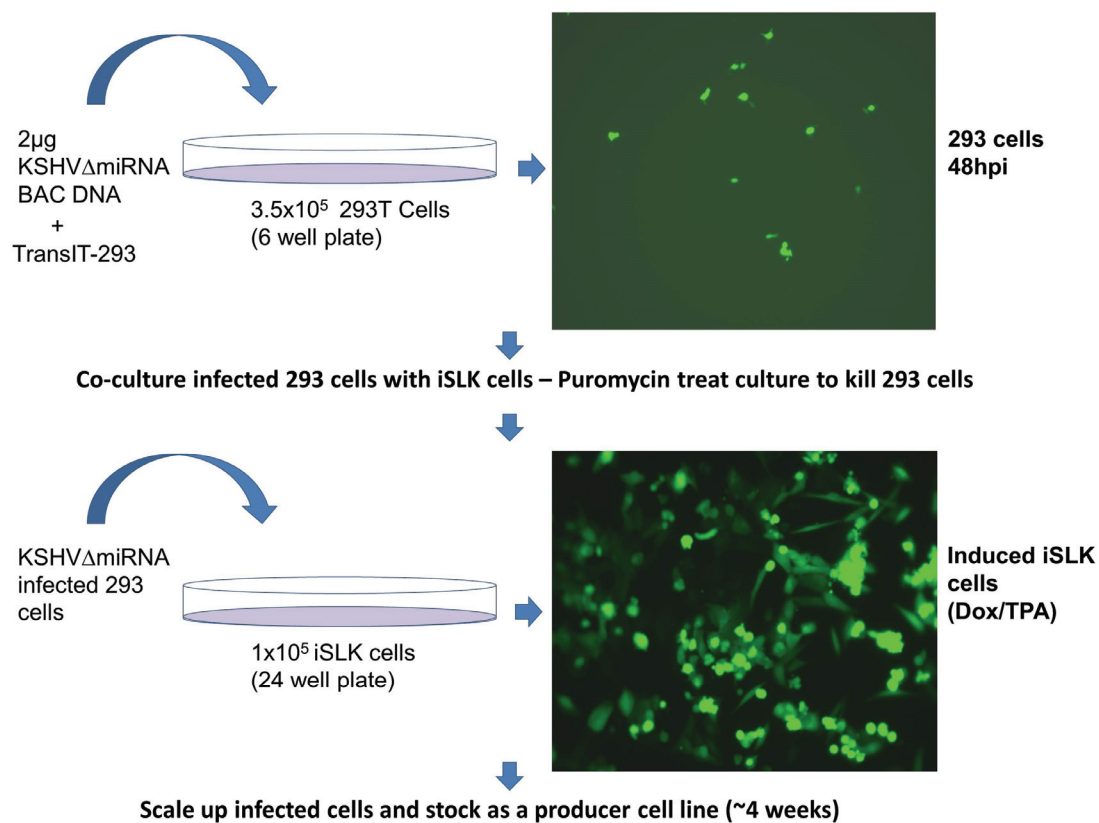 2µg
KSHVΔmiRNA
BAC DNA
+
TransIT-293
3.5x10⁵ 293T Cells
(6 well plate)
293 cells
48hpi
Co-culture infected 293 cells with iSLK cells – Puromycin treat culture to kill 293 cells
KSHVΔmiRNA
infected 293
cells
1x10⁵ iSLK cells
(24 well plate)
Induced iSLK
cells
(Dox/TPA)
Scale up infected cells and stock as a producer cell line (~4 weeks)